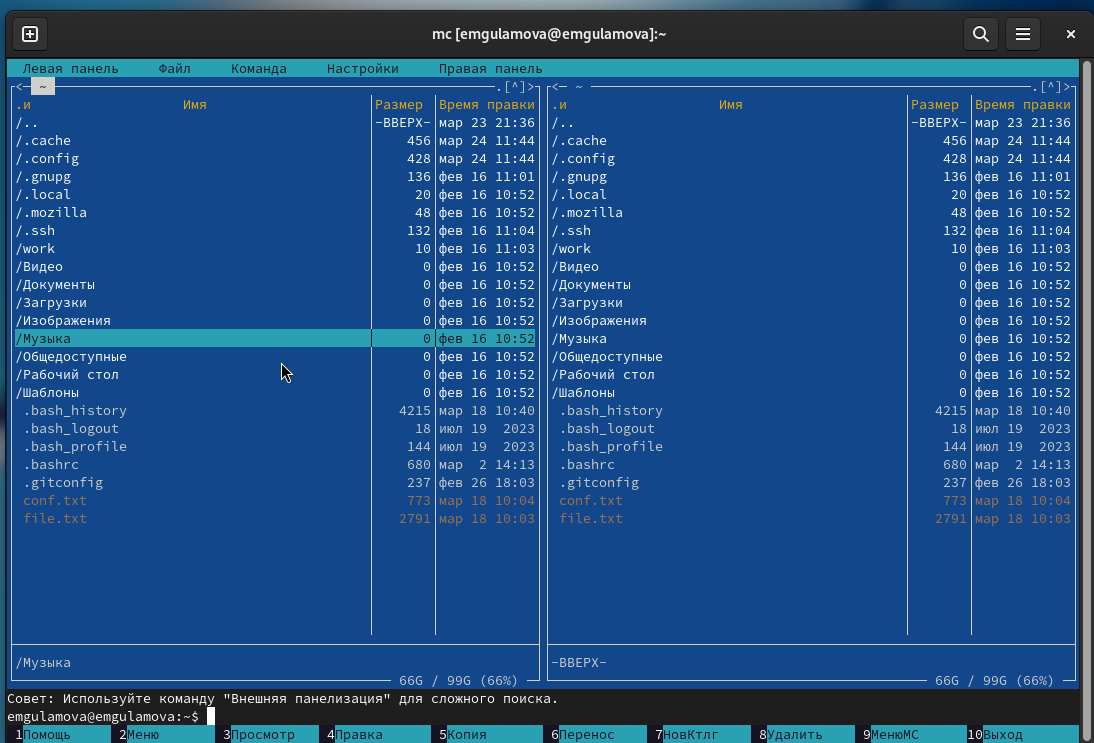 mc [emgulamova@emgulamova]:~
Левая панель Файл Команда Настройки Правая панель
<─ ~ .[^]> <─ ~ .[^]>
.и Имя Размер Время правки .и Имя Размер Время правки
/.. -ВВЕРХ- мар 23 21:36 /.. -ВВЕРХ- мар 23 21:36
/.cache 456 мар 24 11:44 /.cache 456 мар 24 11:44
/.config 428 мар 24 11:44 /.config 428 мар 24 11:44
/.gnupg 136 фев 16 11:01 /.gnupg 136 фев 16 11:01
/.local 20 фев 16 10:52 /.local 20 фев 16 10:52
/.mozilla 48 фев 16 10:52 /.mozilla 48 фев 16 10:52
/.ssh 132 фев 16 11:04 /.ssh 132 фев 16 11:04
/work 10 фев 16 11:03 /work 10 фев 16 11:03
/Видео 0 фев 16 10:52 /Видео 0 фев 16 10:52
/Документы 0 фев 16 10:52 /Документы 0 фев 16 10:52
/Загрузки 0 фев 16 10:52 /Загрузки 0 фев 16 10:52
/Изображения 0 фев 16 10:52 /Изображения 0 фев 16 10:52
/Музыка 0 фев 16 10:52 /Музыка 0 фев 16 10:52
/Общедоступные 0 фев 16 10:52 /Общедоступные 0 фев 16 10:52
/Рабочий стол 0 фев 16 10:52 /Рабочий стол 0 фев 16 10:52
/Шаблоны 0 фев 16 10:52 /Шаблоны 0 фев 16 10:52
.bash_history 4215 мар 18 10:40 .bash_history 4215 мар 18 10:40
.bash_logout 18 июл 19 2023 .bash_logout 18 июл 19 2023
.bash_profile 144 июл 19 2023 .bash_profile 144 июл 19 2023
.bashrc 680 мар 2 14:13 .bashrc 680 мар 2 14:13
.gitconfig 237 фев 26 18:03 .gitconfig 237 фев 26 18:03
conf.txt 773 мар 18 10:04 conf.txt 773 мар 18 10:04
file.txt 2791 мар 18 10:03 file.txt 2791 мар 18 10:03
/Музыка -ВВЕРХ-
66G / 99G (66%) 66G / 99G (66%)
Совет: Используйте команду "Внешняя панелизация" для сложного поиска.
emgulamova@emgulamova:~$
1Помощь 2Меню 3Просмотр 4Правка 5Копия 6Перенос 7НовКтлг 8Удалить 9МенюMC 10Выход